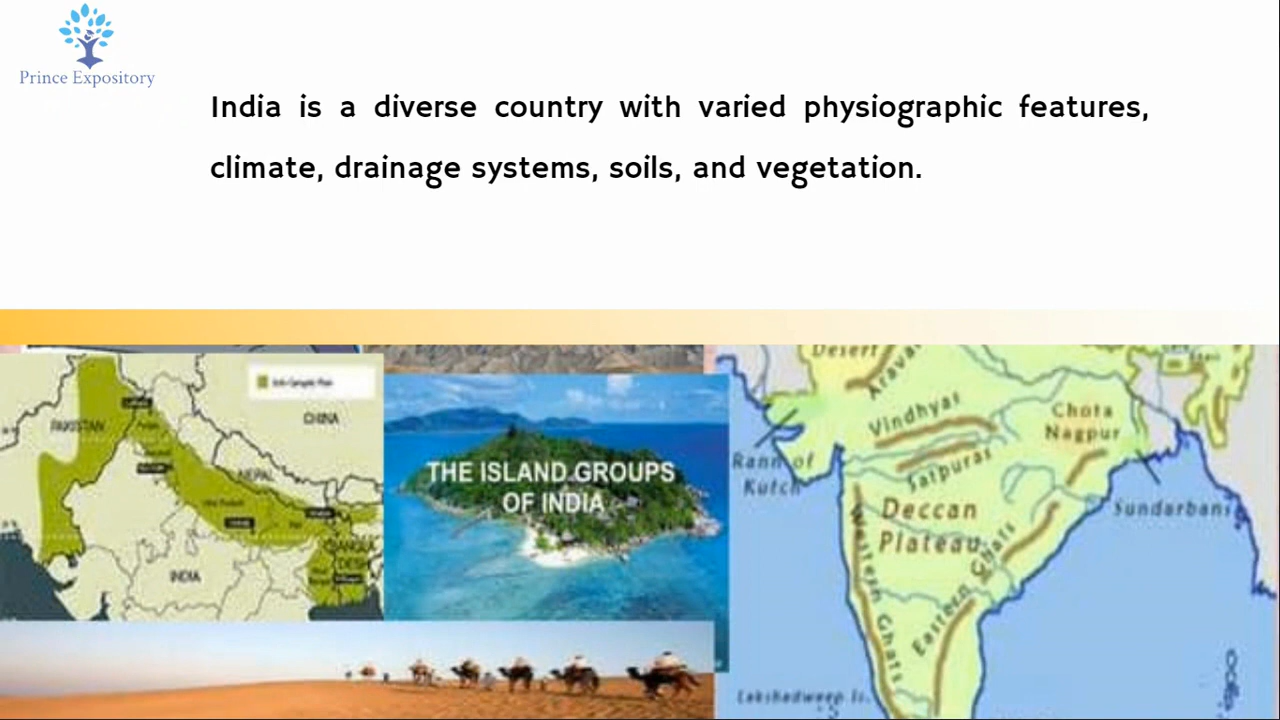 Prince Expository
India is a diverse country with varied physiographic features,
climate, drainage systems, soils, and vegetation.
PAKISTAN
CHINA
NEPAL
INDIA
THE ISLAND GROUPS
OF INDIA
Desert
Vindhyas
Satpuras
Chota
Nagpur
Rann of
Kutch
Deccan
Plateau
Sundarbans
Western Ghats
Eastern Ghats
Lakshadweep Is.